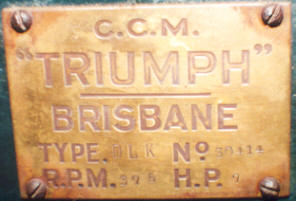 C.C.M.
"TRIUMPH"
BRISBANE
TYPE. No
R.P.M. H.P.